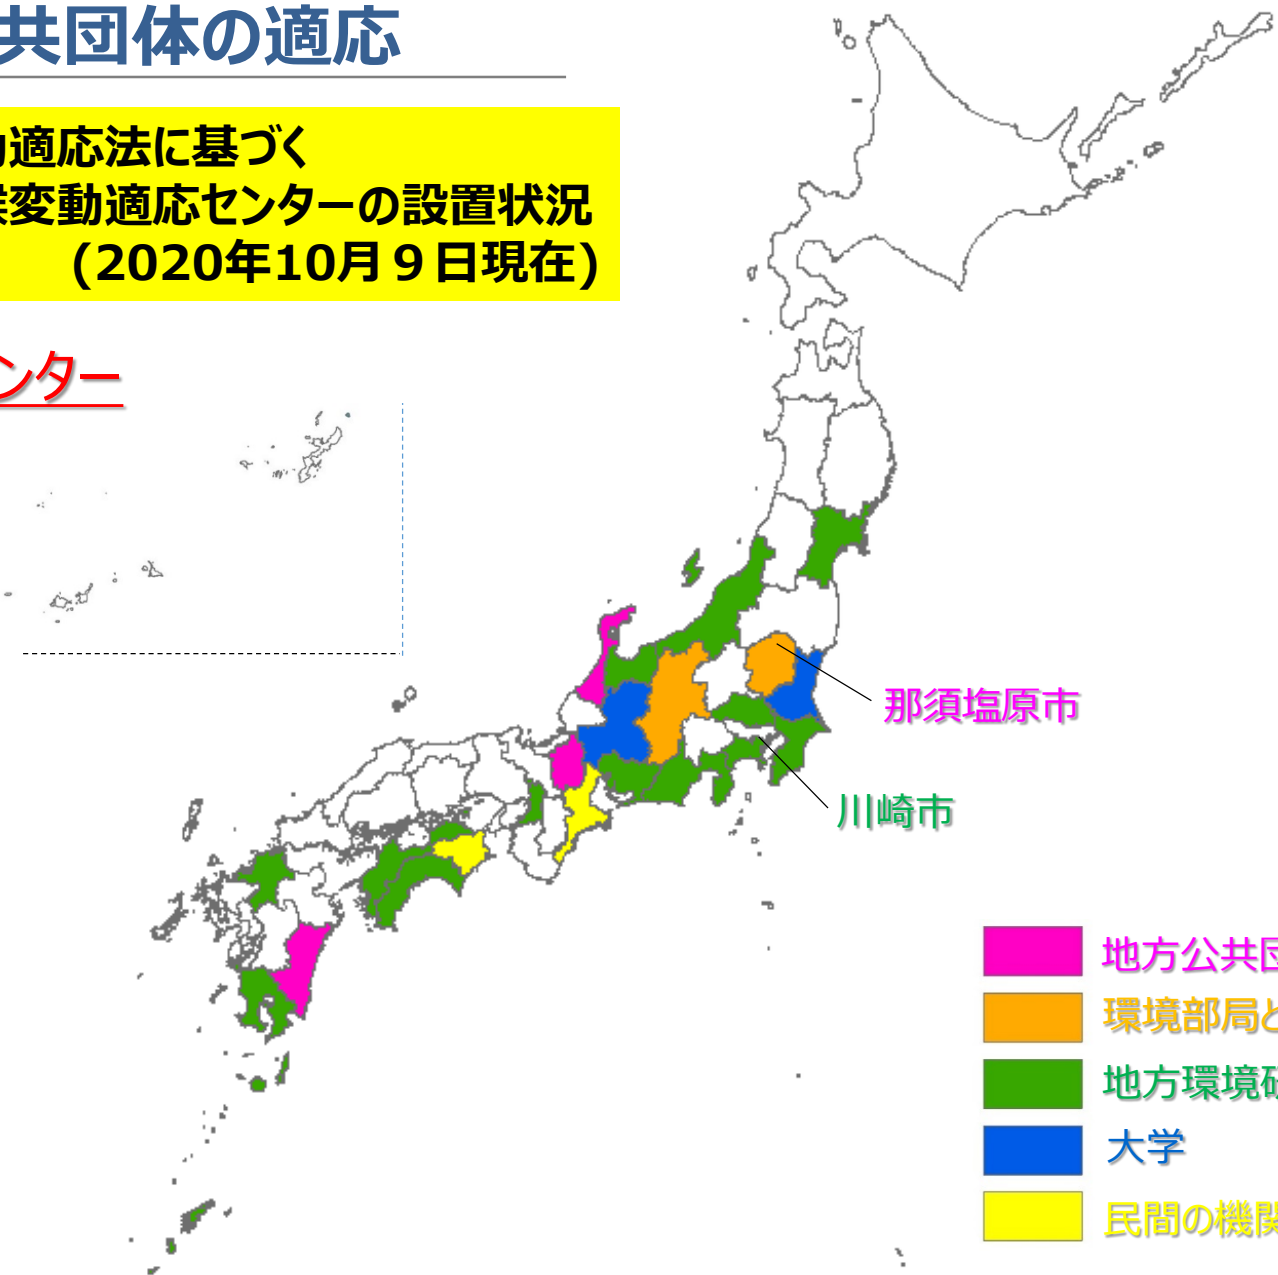 共団体の適応
適応法に基づく
変動適応センターの設置状況
(2020年10月９日現在)
ンター
那須塩原市
川崎市
地方公共団
環境部局と
地方環境研
大学
民間の機関